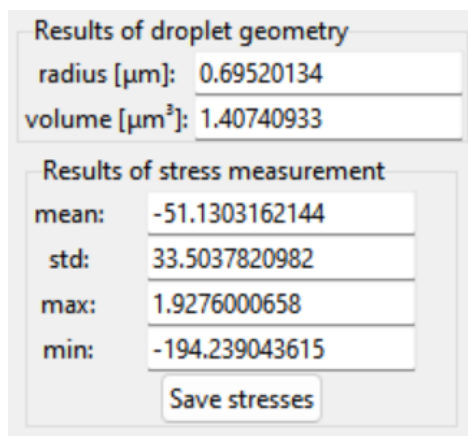 Results of droplet geometry
radius [µm]: 0.69520134
volume [µm³]: 1.40740933
Results of stress measurement
mean: -51.1303162144
std: 33.5037820982
max: 1.9276000658
min: -194.239043615
Save stresses